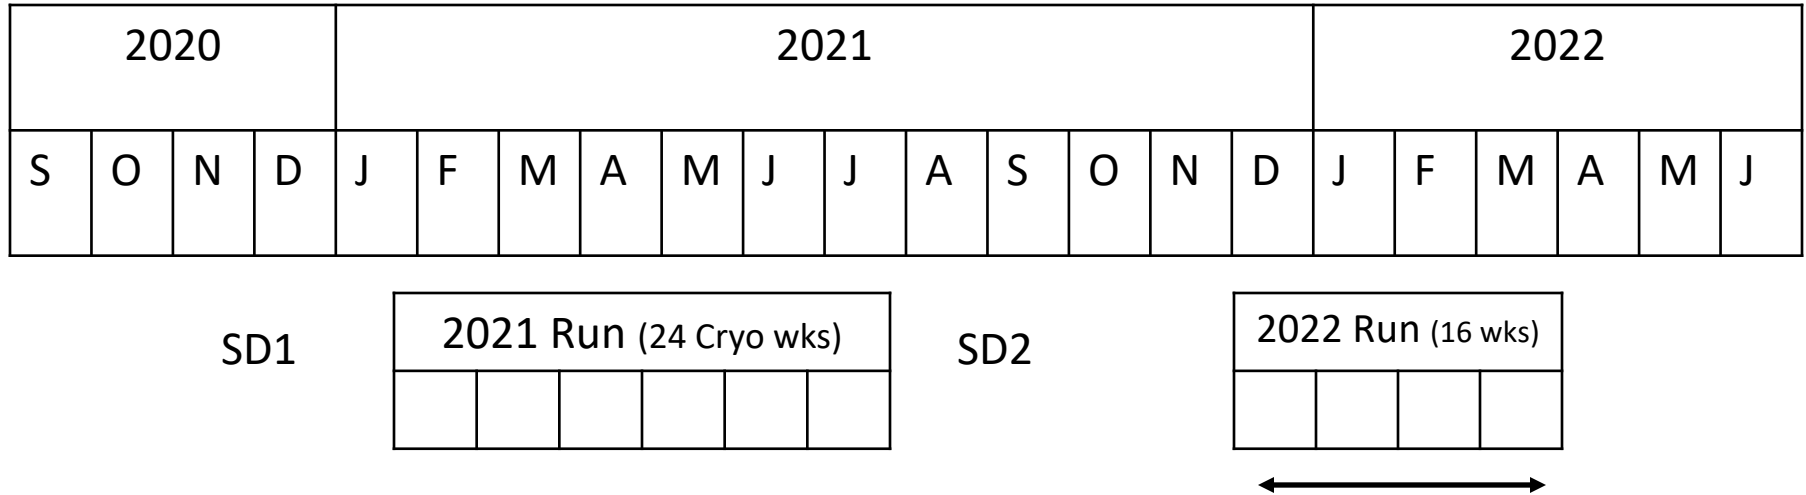 2020 2021 2022
S O N D J F M A M J J A S O N D J F M A M J
SD1 2021 Run (24 Cryo wks) SD2 2022 Run (16 wks)